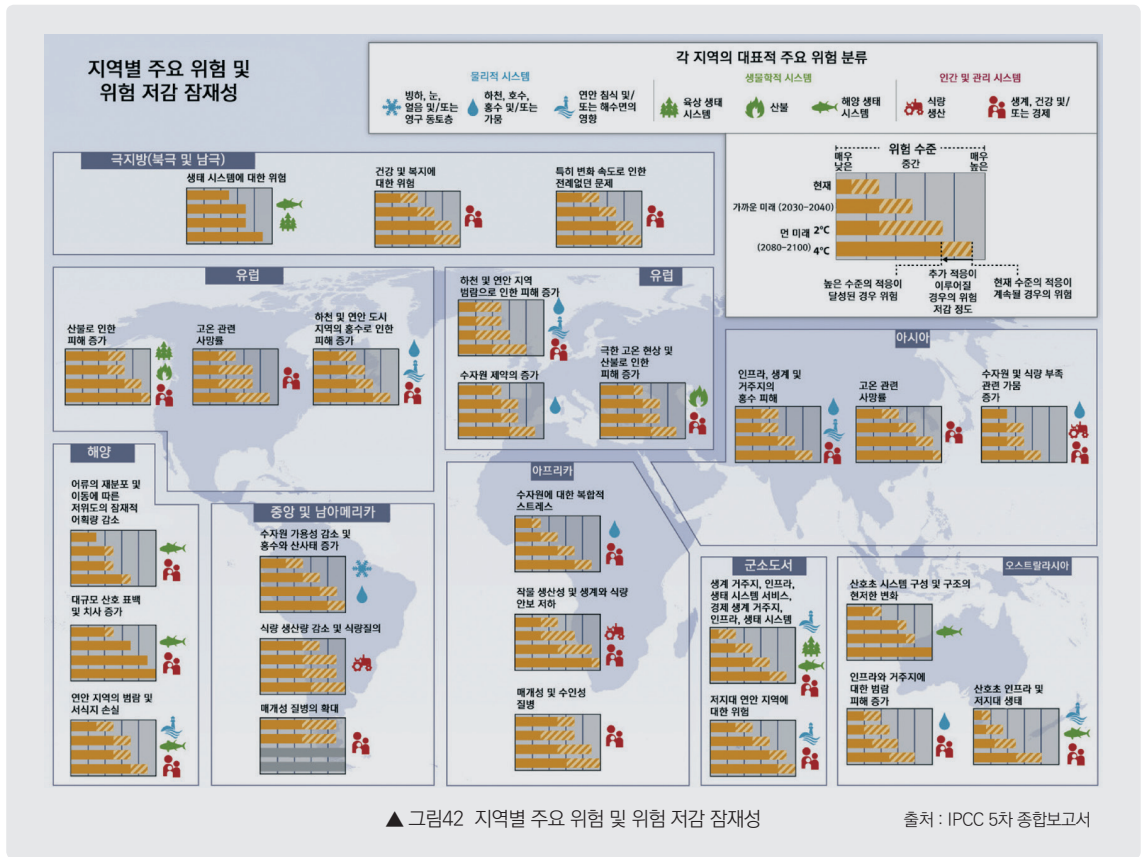 지역별 주요 위험 및
위험 저감 잠재성
각 지역의 대표적 주요 위험 분류
물리적 시스템
빙하, 눈,
얼음 및/또는
영구 동토층
하천, 호수,
홍수 및/또는
가뭄
연안 침식 및/
또는 해수면의
영향
생물학적 시스템
육상 생태
시스템
산불
해양 생태
시스템
인간 및 관리 시스템
식량
생산
생계, 건강 및/
또는 경제
위험 수준
매우
낮은
중간
매우
높은
현재
가까운 미래 (2030-2040)
먼 미래 2°C
(2080-2100) 4°C
높은 수준의 적응이
달성된 경우 위험
추가 적응이
이루어질
경우의 위험
저감 정도
현재 수준의 적응이
계속될 경우의 위험
극지방(북극 및 남극)
생태 시스템에 대한 위험
건강 및 복지에
대한 위험
특히 변화 속도로 인한
전례없던 문제
유럽
산불로 인한
피해 증가
고온 관련
사망률
하천 및 연안 도시
지역의 홍수로 인한
피해 증가
유럽
하천 및 연안 지역
범람으로 인한 피해 증가
수자원 제약의 증가
극한 고온 현상 및
산불로 인한
피해 증가
아시아
인프라, 생계 및
거주지의
홍수 피해
고온 관련
사망률
수자원 및 식량 부족
관련 가뭄
증가
해양
어류의 재분포 및
이동에 따른
저위도의 잠재적
어획량 감소
대규모 산호 표백
및 치사 증가
연안 지역의 범람 및
서식지 손실
중앙 및 남아메리카
수자원 가용성 감소 및
홍수와 산사태 증가
식량 생산량 감소 및 식량질의
매개성 질병의 확대
아프리카
수자원에 대한 복합적
스트레스
작물 생산성 및 생계와 식량
안보 저하
매개성 및 수인성
질병
군소도서
생계 거주지, 인프라,
생태 시스템 서비스,
경제 생계 거주지,
인프라, 생태 시스템
저지대 연안 지역에
대한 위험
오스트랄라시아
산호초 시스템 구성 및 구조의
현저한 변화
인프라와 거주지에
대한 범람
피해 증가
산호초 인프라 및
저지대 생태
▲ 그림42 지역별 주요 위험 및 위험 저감 잠재성
출처 : IPCC 5차 종합보고서